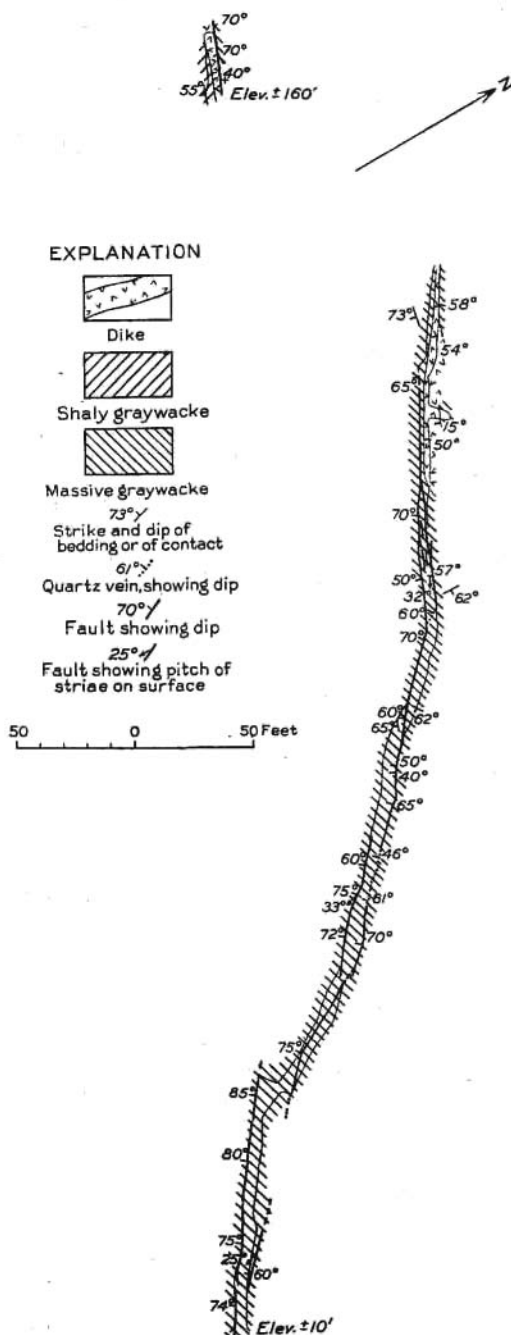 70°
70°
40°
55°
Elev. ±160'
N
EXPLANATION
Dike
Shaly graywacke
Massive graywacke
73°
Strike and dip of
bedding or of contact
61°
Quartz vein, showing dip
70°
Fault showing dip
25°
Fault showing pitch of
striae on surface
50 0 50 Feet
58°
73°
54°
65°
15°
50°
70°
57°
50°
32°
62°
60°
70°
60°
62°
65°
50°
40°
65°
46°
60°
75°
61°
33°
72°
70°
75°
85°
80°
75°
25°
60°
74°
Elev. ±10'